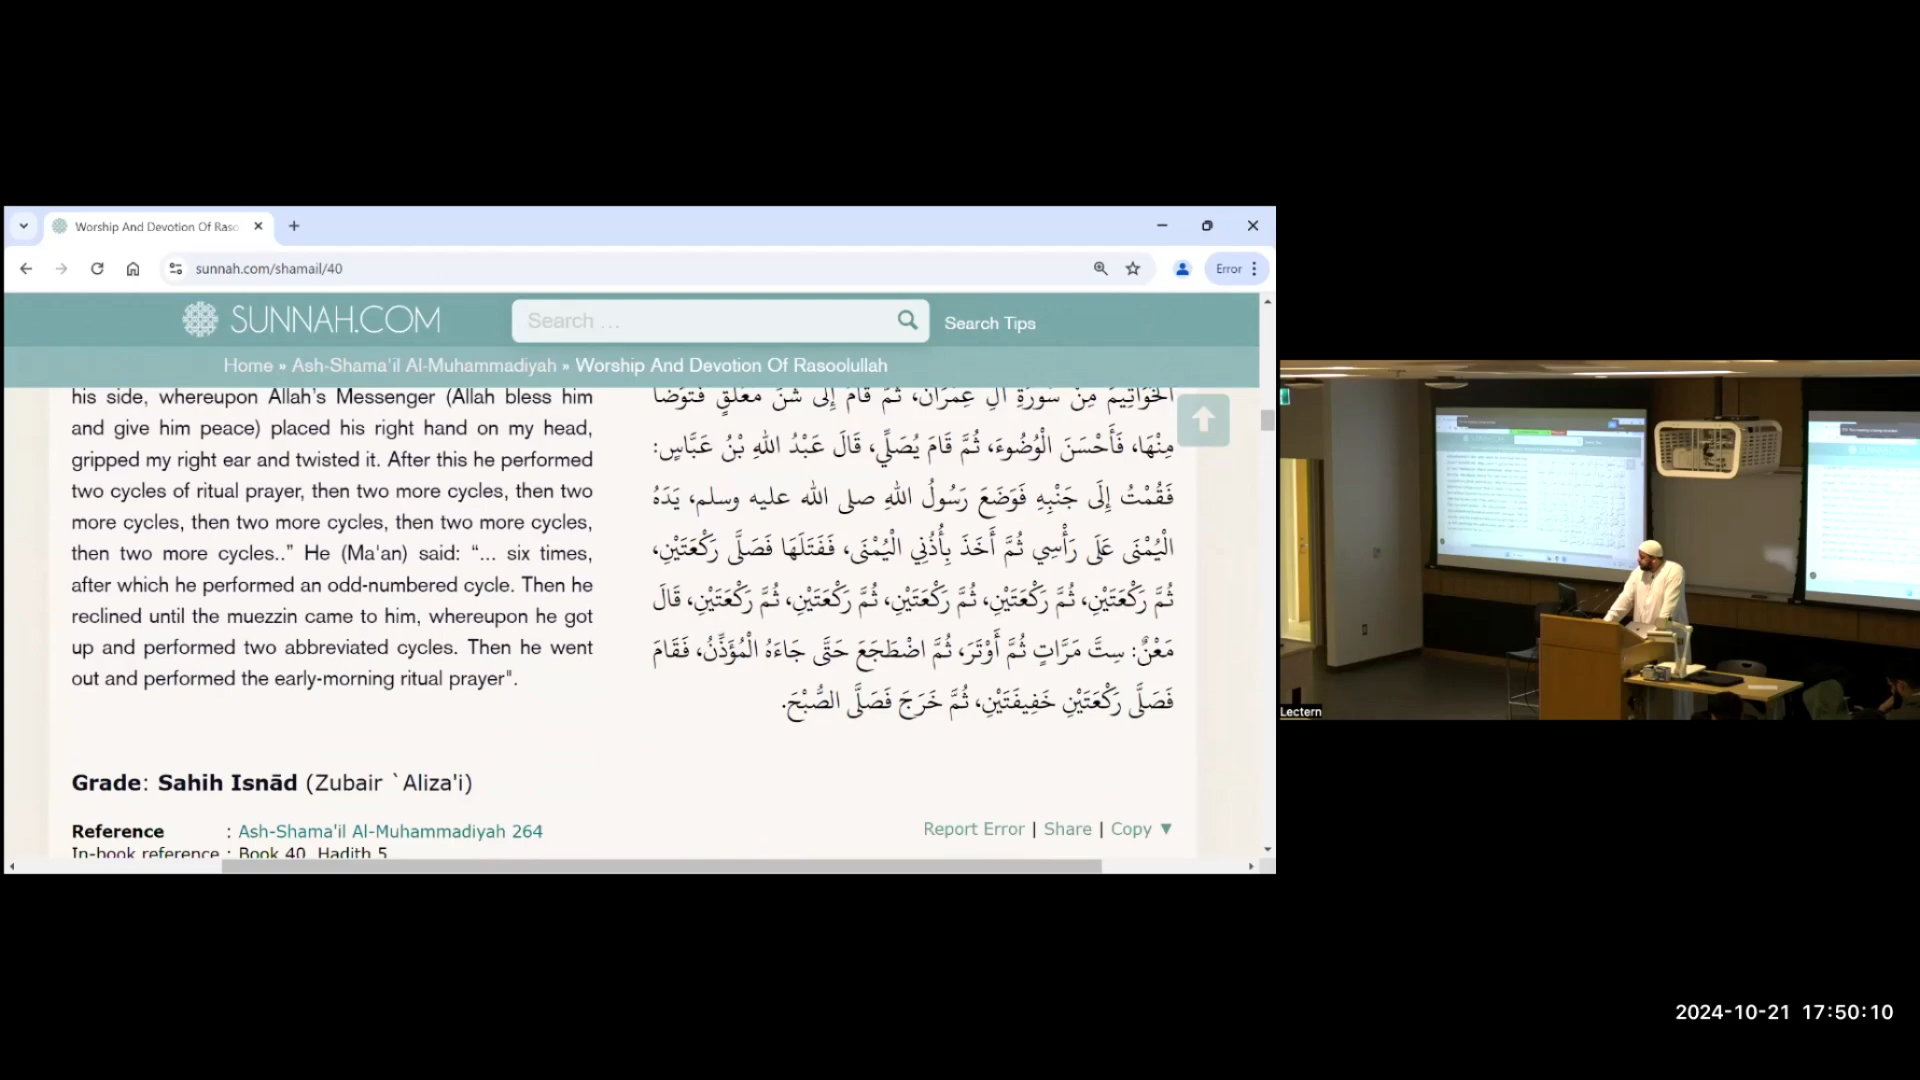 Worship And Devotion Of Raso
sunnah.com/shamail/40
Error
SUNNAH.COM
Search ...
Search Tips
Home » Ash-Shama'il Al-Muhammadiyah » Worship And Devotion Of Rasoolullah
his side, whereupon Allah's Messenger (Allah bless him
and give him peace) placed his right hand on my head,
gripped my right ear and twisted it. After this he performed
two cycles of ritual prayer, then two more cycles, then two
more cycles, then two more cycles, then two more cycles,
then two more cycles.." He (Ma'an) said: "... six times,
after which he performed an odd-numbered cycle. Then he
reclined until the muezzin came to him, whereupon he got
up and performed two abbreviated cycles. Then he went
out and performed the early-morning ritual prayer".
الْخَوَاتِيمَ مِنْ سُورَةِ آلِ عِمْرَانَ، ثُمَّ قَامَ إِلَى شَنٍّ مُعَلَّقٍ فَتَوَضَّأَ
مِنْهَا، فَأَحْسَنَ الْوُضُوءَ، ثُمَّ قَامَ يُصَلِّي، قَالَ عَبْدُ اللهِ بْنُ عَبَّاسٍ:
فَقُمْتُ إِلَى جَنْبِهِ فَوَضَعَ رَسُولُ اللهِ صلى الله عليه وسلم، يَدَهُ
الْيُمْنَى عَلَى رَأْسِي ثُمَّ أَخَذَ بِأُذُنِي الْيُمْنَى، فَفَتَلَهَا فَصَلَّى رَكْعَتَيْنِ،
ثُمَّ رَكْعَتَيْنِ، ثُمَّ رَكْعَتَيْنِ، ثُمَّ رَكْعَتَيْنِ، ثُمَّ رَكْعَتَيْنِ، ثُمَّ رَكْعَتَيْنِ، قَالَ
مَعْنٌ: سِتَّ مَرَّاتٍ ثُمَّ أَوْتَرَ، ثُمَّ اضْطَجَعَ حَتَّى جَاءَهُ الْمُؤَذِّنُ، فَقَامَ
فَصَلَّى رَكْعَتَيْنِ خَفِيفَتَيْنِ، ثُمَّ خَرَجَ فَصَلَّى الصُّبْحَ.
Grade: Sahih Isnād (Zubair `Aliza'i)
Reference : Ash-Shama'il Al-Muhammadiyah 264
In-book reference : Book 40, Hadith 5
Report Error | Share | Copy ▼
Lectern
2024-10-21 17:50:10